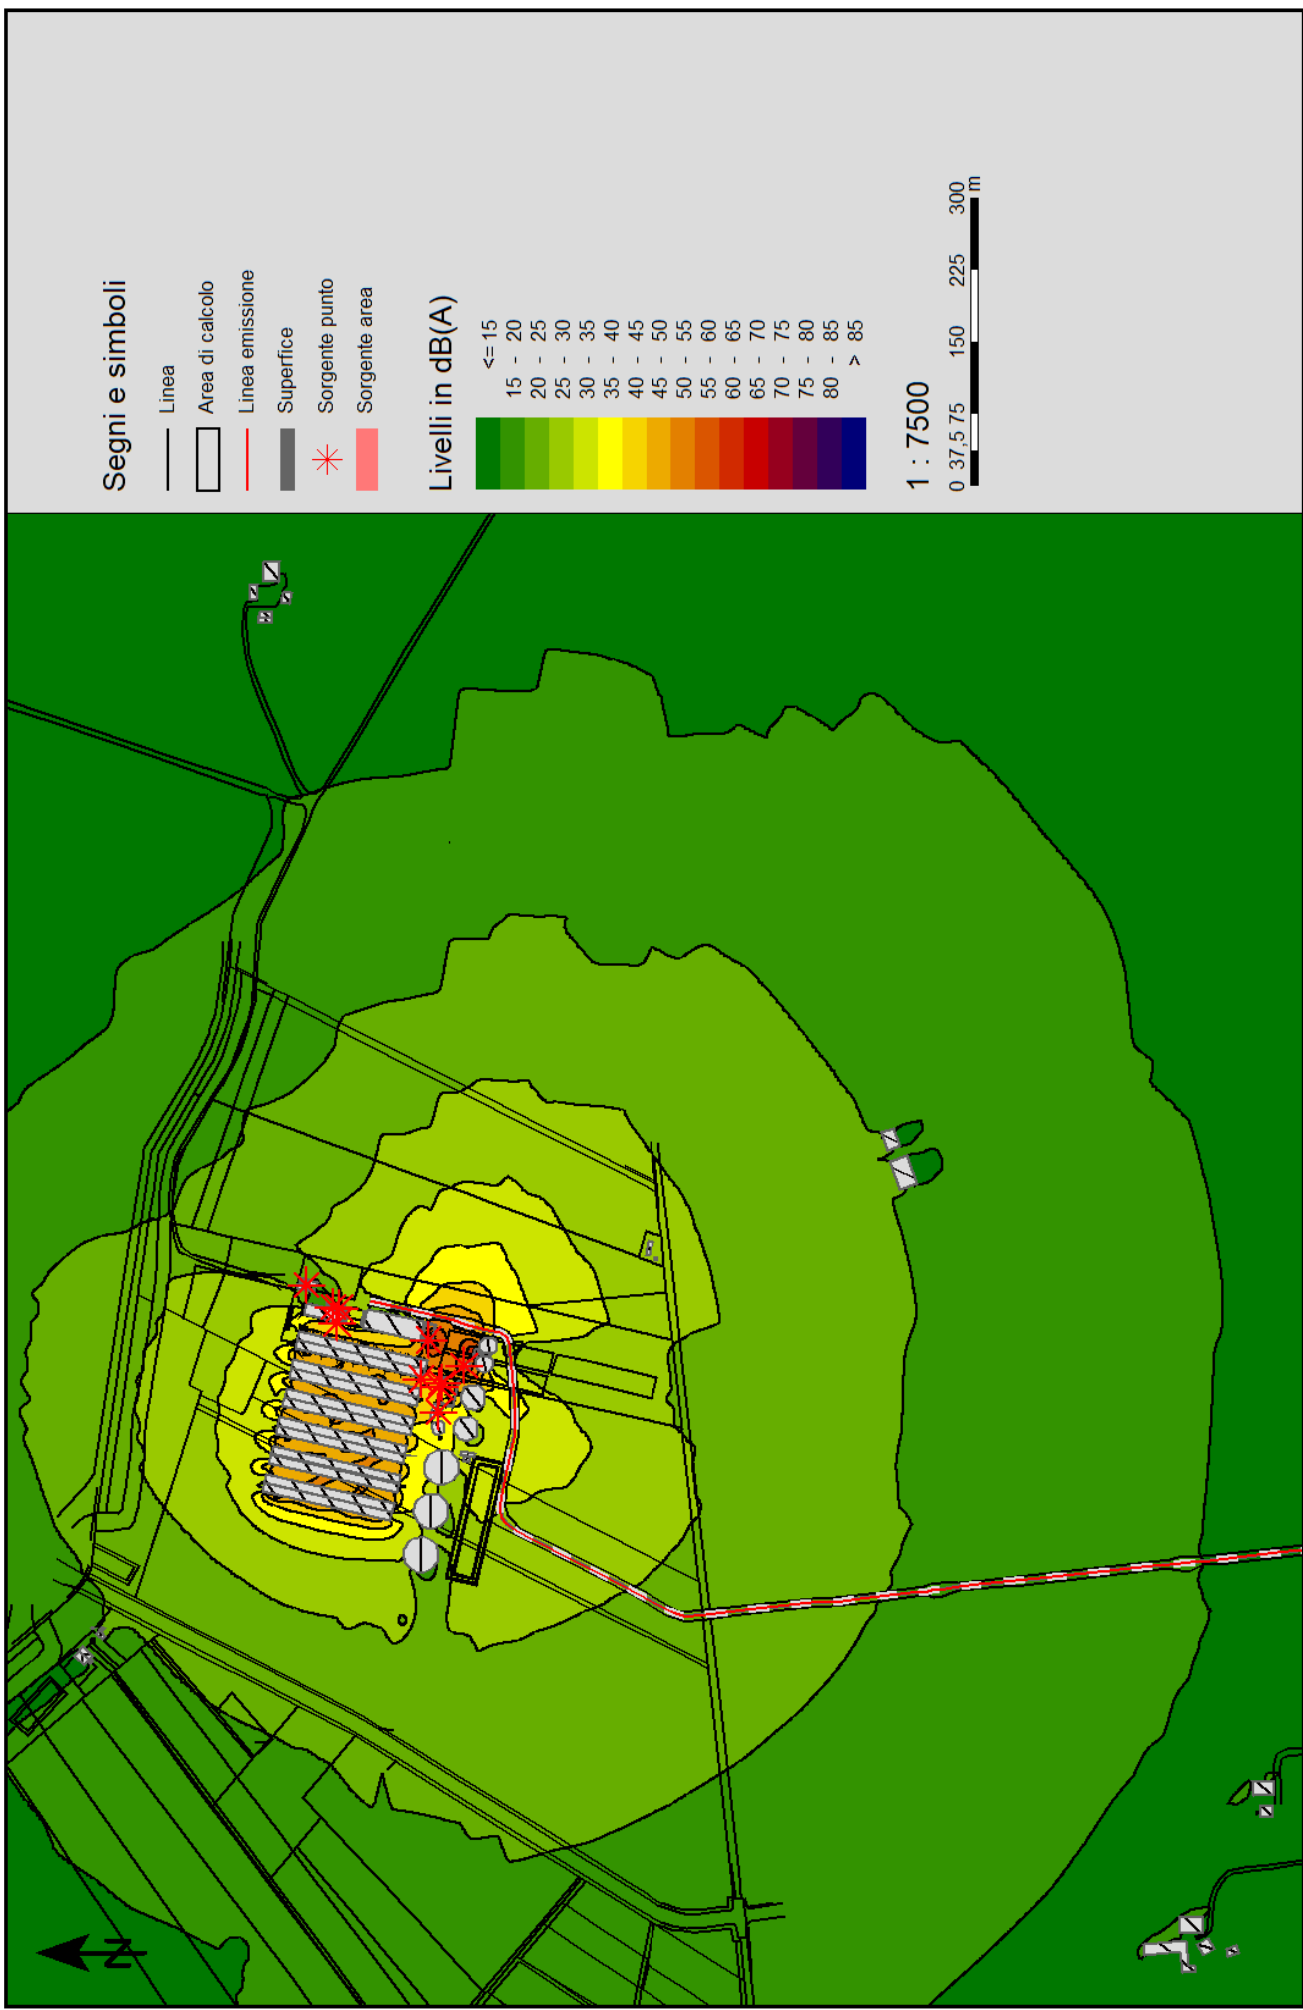 Segni e simboli
Linea
Area di calcolo
Linea emissione
Superfice
Sorgente punto
Sorgente area
Livelli in dB(A)
<= 15
15 - 20
20 - 25
25 - 30
30 - 35
35 - 40
40 - 45
45 - 50
50 - 55
55 - 60
60 - 65
65 - 70
70 - 75
75 - 80
80 - 85
> 85
1 : 7500
0 37,5 75 150 225 300
m
N